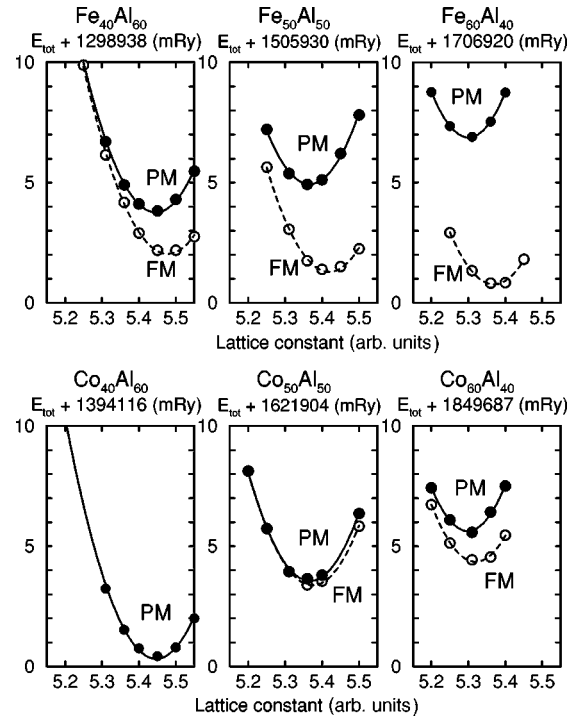 Fe₄₀Al₆₀ Fe₅₀Al₅₀ Fe₆₀Al₄₀
Eₜₒₜ + 1298938 (mRy) Eₜₒₜ + 1505930 (mRy) Eₜₒₜ + 1706920 (mRy)
10 10 10
PM PM PM
5 5 5
FM FM FM
0 0 0
5.2 5.3 5.4 5.5 5.2 5.3 5.4 5.5 5.2 5.3 5.4 5.5
Lattice constant (arb. units)
Co₄₀Al₆₀ Co₅₀Al₅₀ Co₆₀Al₄₀
Eₜₒₜ + 1394116 (mRy) Eₜₒₜ + 1621904 (mRy) Eₜₒₜ + 1849687 (mRy)
10 10 10
PM PM PM
5 5 5
FM FM
0 0 0
5.2 5.3 5.4 5.5 5.2 5.3 5.4 5.5 5.2 5.3 5.4 5.5
Lattice constant (arb. units)